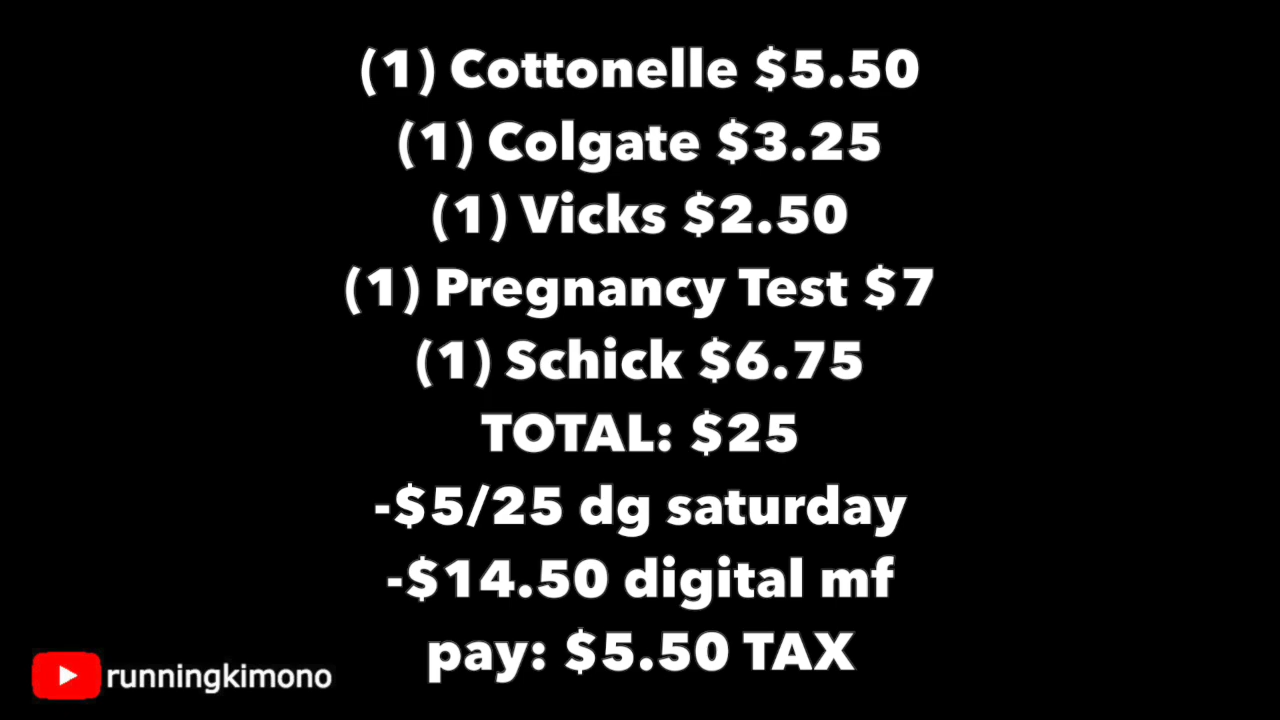 (1) Cottonelle $5.50
(1) Colgate $3.25
(1) Vicks $2.50
(1) Pregnancy Test $7
(1) Schick $6.75
TOTAL: $25
-$5/25 dg saturday
-$14.50 digital mf
pay: $5.50 TAX
runningkimono